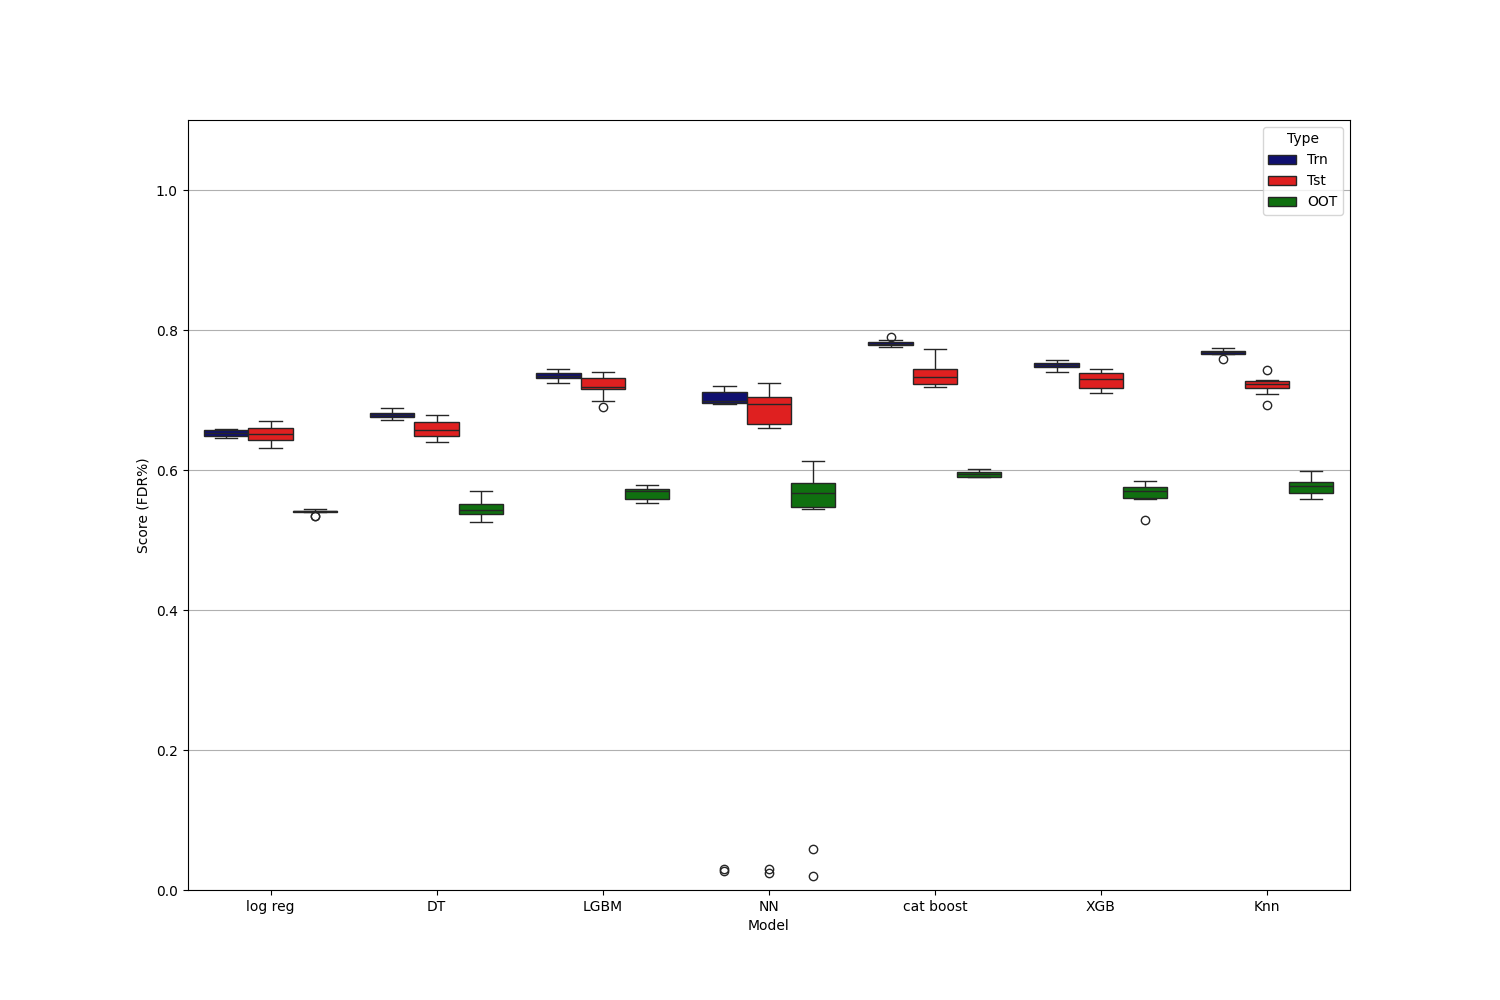 Type
Trn
Tst
OOT
1.0
0.8
0.6
0.4
0.2
0.0
Score (FDR%)
log reg DT LGBM NN cat boost XGB Knn
Model